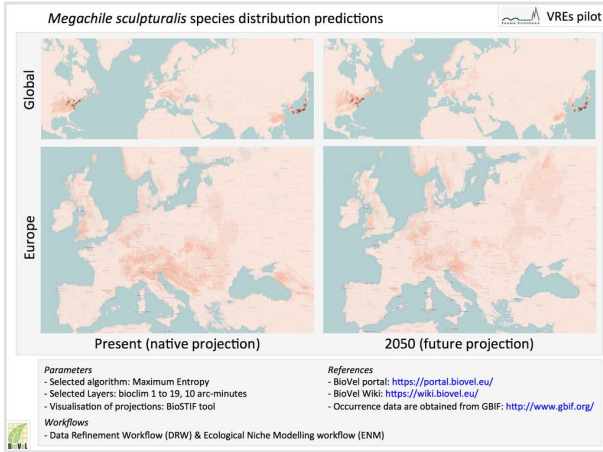 Megachile sculpturalis species distribution predictions
VREs pilot
Global
Europe
Present (native projection)
2050 (future projection)
Parameters
- Selected algorithm: Maximum Entropy
- Selected Layers: bioclim 1 to 19, 10 arc-minutes
- Visualisation of projections: BioSTIF tool
Workflows
- Data Refinement Workflow (DRW) & Ecological Niche Modelling workflow (ENM)
References
- BioVel portal: https://portal.biovel.eu/
- BioVel Wiki: https://wiki.biovel.eu/
- Occurrence data are obtained from GBIF: http://www.gbif.org/
BioVeL